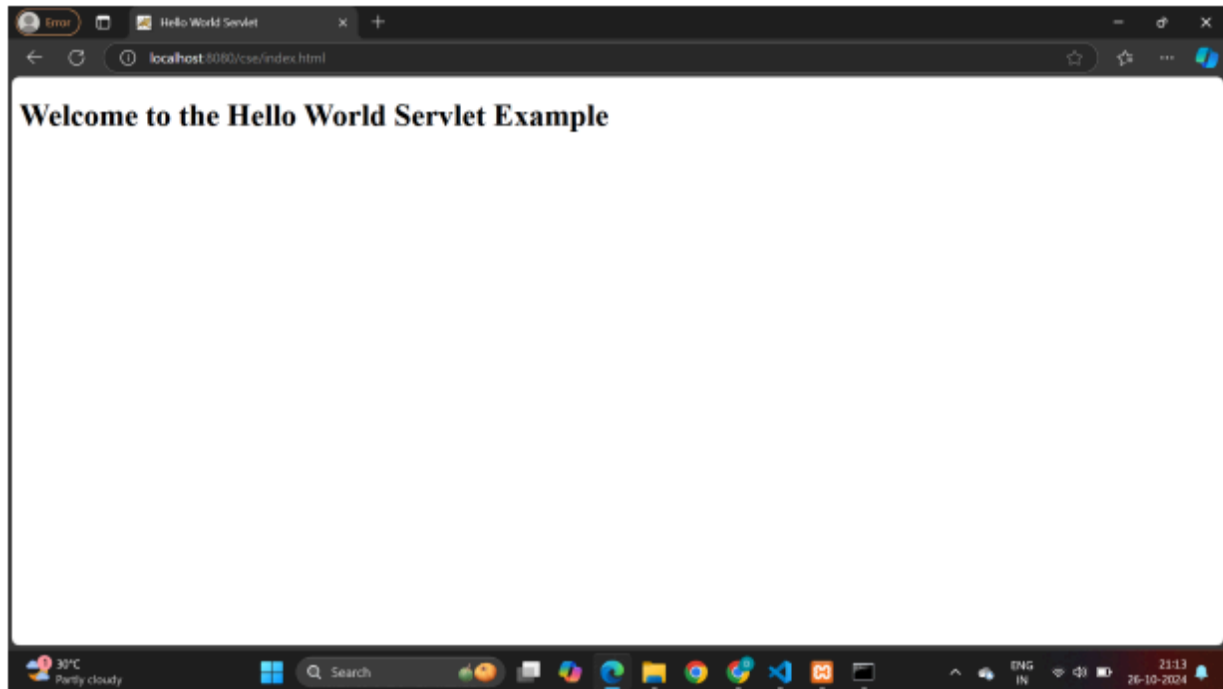 Error
Hello World Servlet
localhost:8080/cse/index.html
Welcome to the Hello World Servlet Example
30°C
Partly cloudy
Search
ENG
IN
21:13
26-10-2024